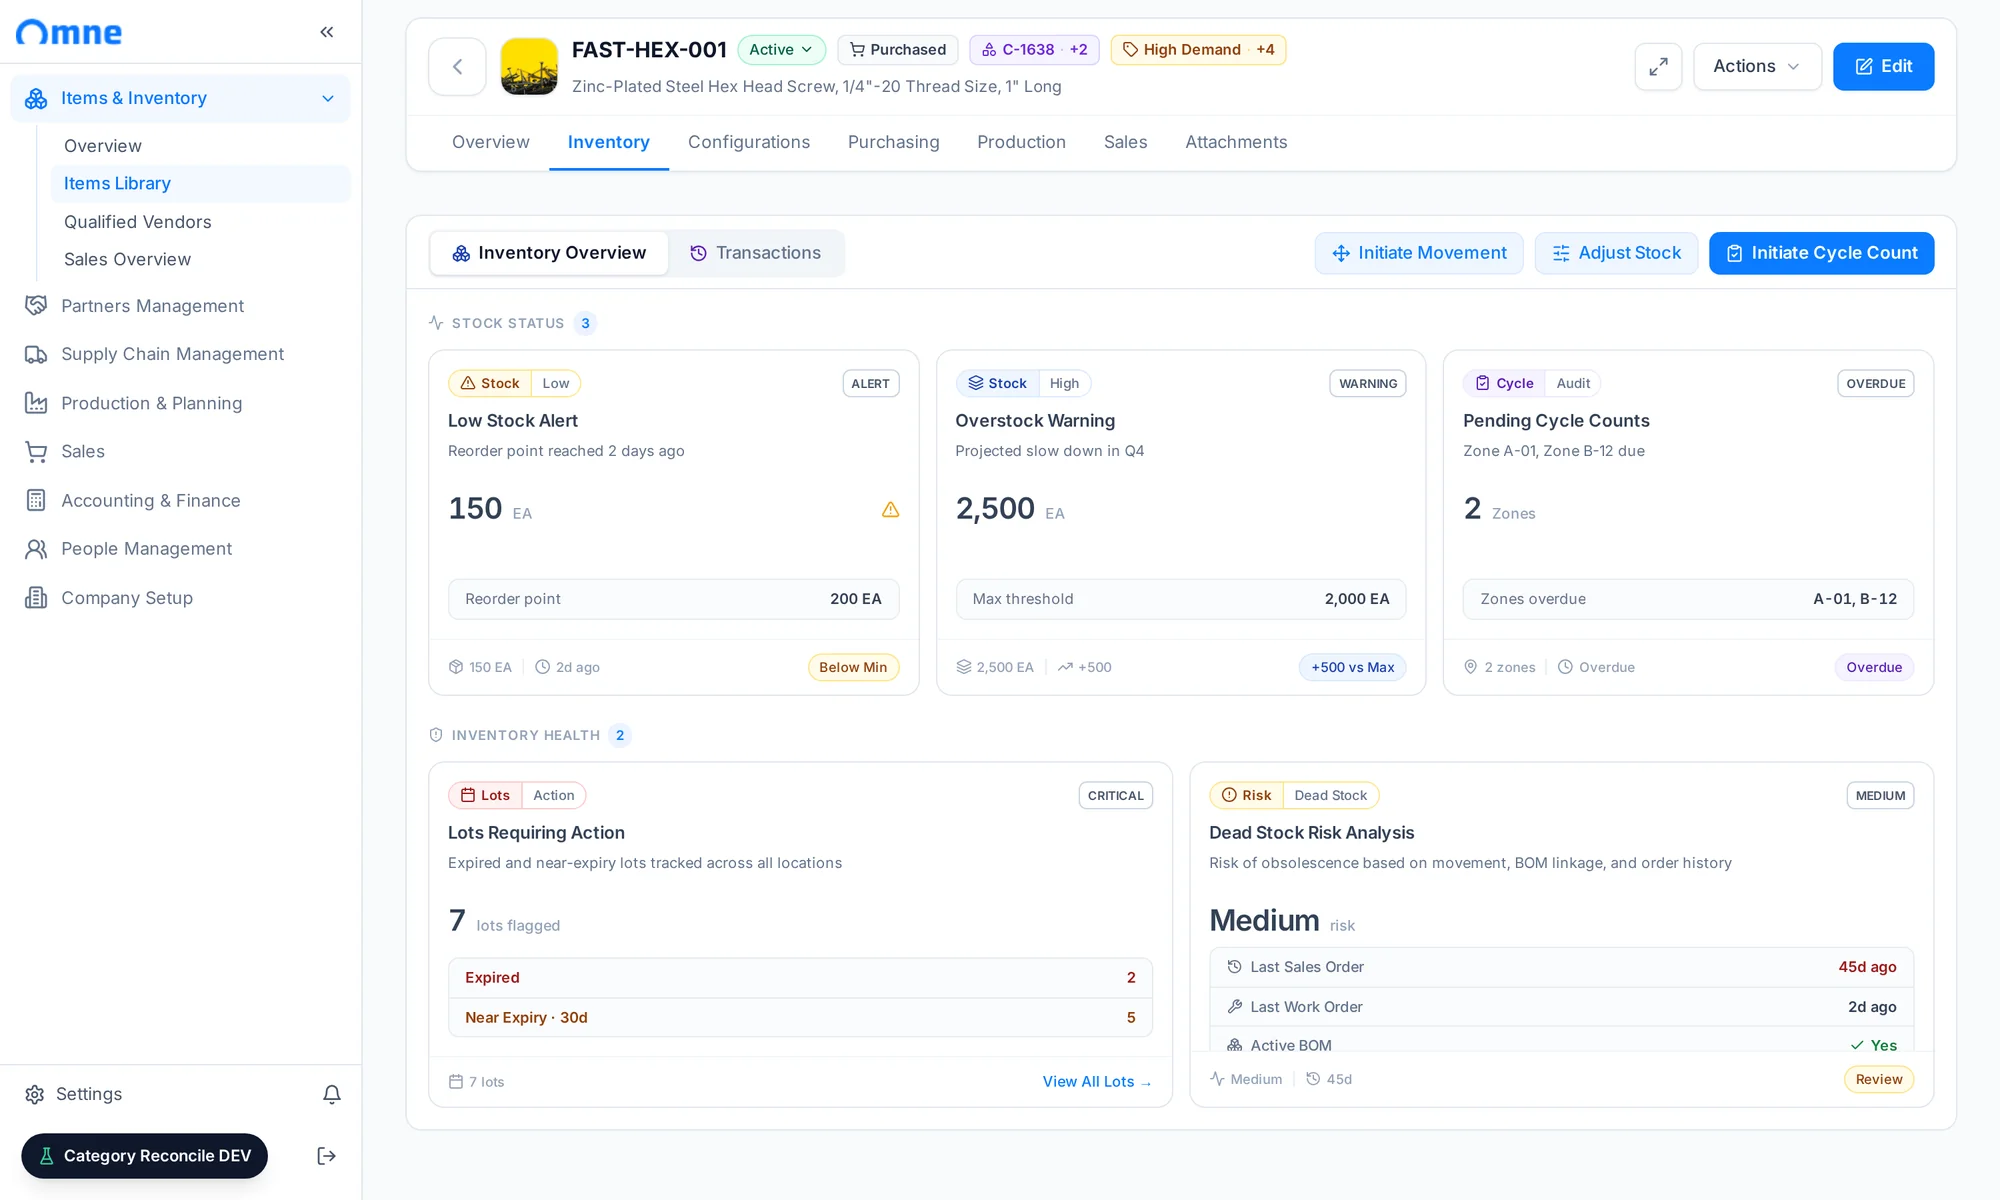 Omne
Items & Inventory
Overview
Items Library
Qualified Vendors
Sales Overview
Partners Management
Supply Chain Management
Production & Planning
Sales
Accounting & Finance
People Management
Company Setup
Settings
Category Reconcile DEV
FAST-HEX-001
Active
Purchased
C-1638 · +2
High Demand · +4
Zinc-Plated Steel Hex Head Screw, 1/4"-20 Thread Size, 1" Long
Actions
Edit
Overview
Inventory
Configurations
Purchasing
Production
Sales
Attachments
Inventory Overview
Transactions
Initiate Movement
Adjust Stock
Initiate Cycle Count
STOCK STATUS 3
Stock Low
ALERT
Low Stock Alert
Reorder point reached 2 days ago
150 EA
Reorder point 200 EA
150 EA 2d ago
Below Min
Stock High
WARNING
Overstock Warning
Projected slow down in Q4
2,500 EA
Max threshold 2,000 EA
2,500 EA +500
+500 vs Max
Cycle Audit
OVERDUE
Pending Cycle Counts
Zone A-01, Zone B-12 due
2 Zones
Zones overdue A-01, B-12
2 zones Overdue
Overdue
INVENTORY HEALTH 2
Lots Action
CRITICAL
Lots Requiring Action
Expired and near-expiry lots tracked across all locations
7 lots flagged
Expired 2
Near Expiry · 30d 5
7 lots
View All Lots →
Risk Dead Stock
MEDIUM
Dead Stock Risk Analysis
Risk of obsolescence based on movement, BOM linkage, and order history
Medium risk
Last Sales Order 45d ago
Last Work Order 2d ago
Active BOM Yes
Medium 45d
Review